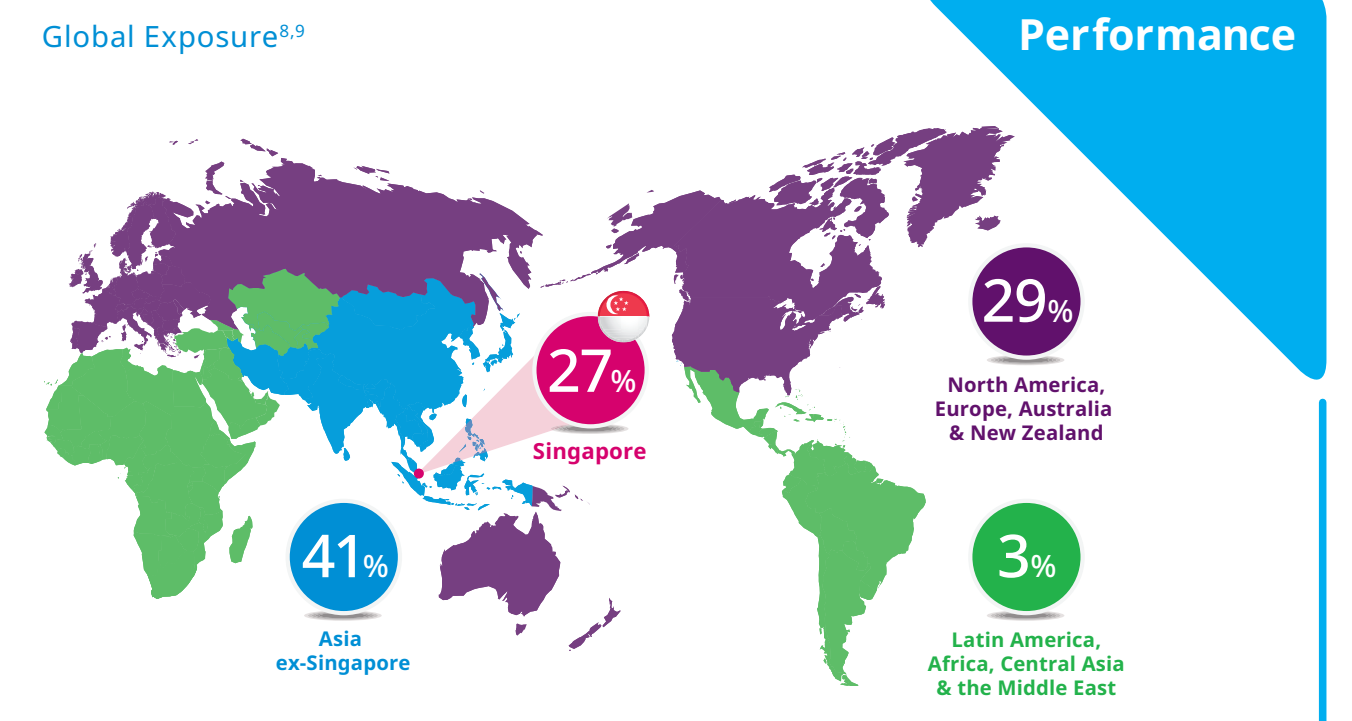 Global Exposure8,9
Performance
29%
North America,
Europe, Australia
& New Zealand
27%
Singapore
41%
Asia
ex-Singapore
3%
Latin America,
Africa, Central Asia
& the Middle East